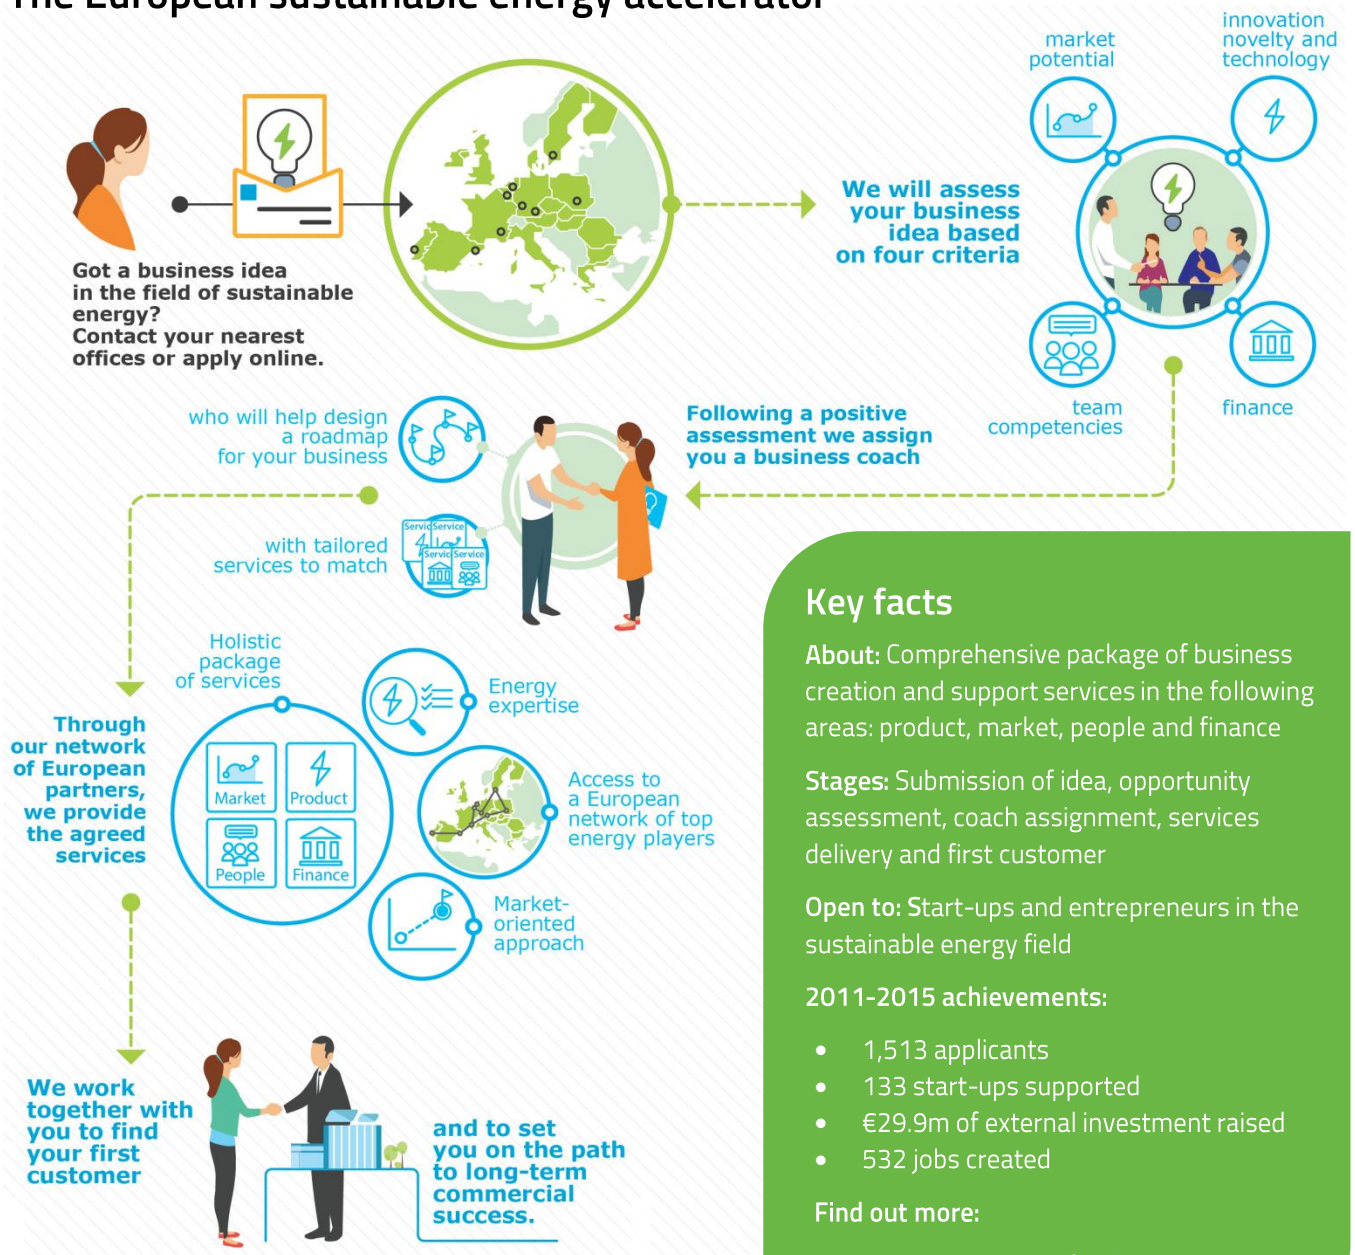 The European sustainable energy accelerator
innovation
novelty and
technology
market
potential
We will assess
your business
idea based
on four criteria
Got a business idea
in the field of sustainable
energy?
Contact your nearest
offices or apply online.
team
competencies
finance
who will help design
a roadmap
for your business
Following a positive
assessment we assign
you a business coach
Servic Service
Servic Service
with tailored
services to match
Holistic
package
of services
Energy
expertise
Through
our network
of European
partners,
we provide
the agreed
services
Market
Product
People
Finance
Access to
a European
network of top
energy players
Market-
oriented
approach
We work
together with
you to find
your first
customer
and to set
you on the path
to long-term
commercial
success.
Key facts
About: Comprehensive package of business
creation and support services in the following
areas: product, market, people and finance
Stages: Submission of idea, opportunity
assessment, coach assignment, services
delivery and first customer
Open to: Start-ups and entrepreneurs in the
sustainable energy field
2011-2015 achievements:
• 1,513 applicants
• 133 start-ups supported
• €29.9m of external investment raised
• 532 jobs created
Find out more: